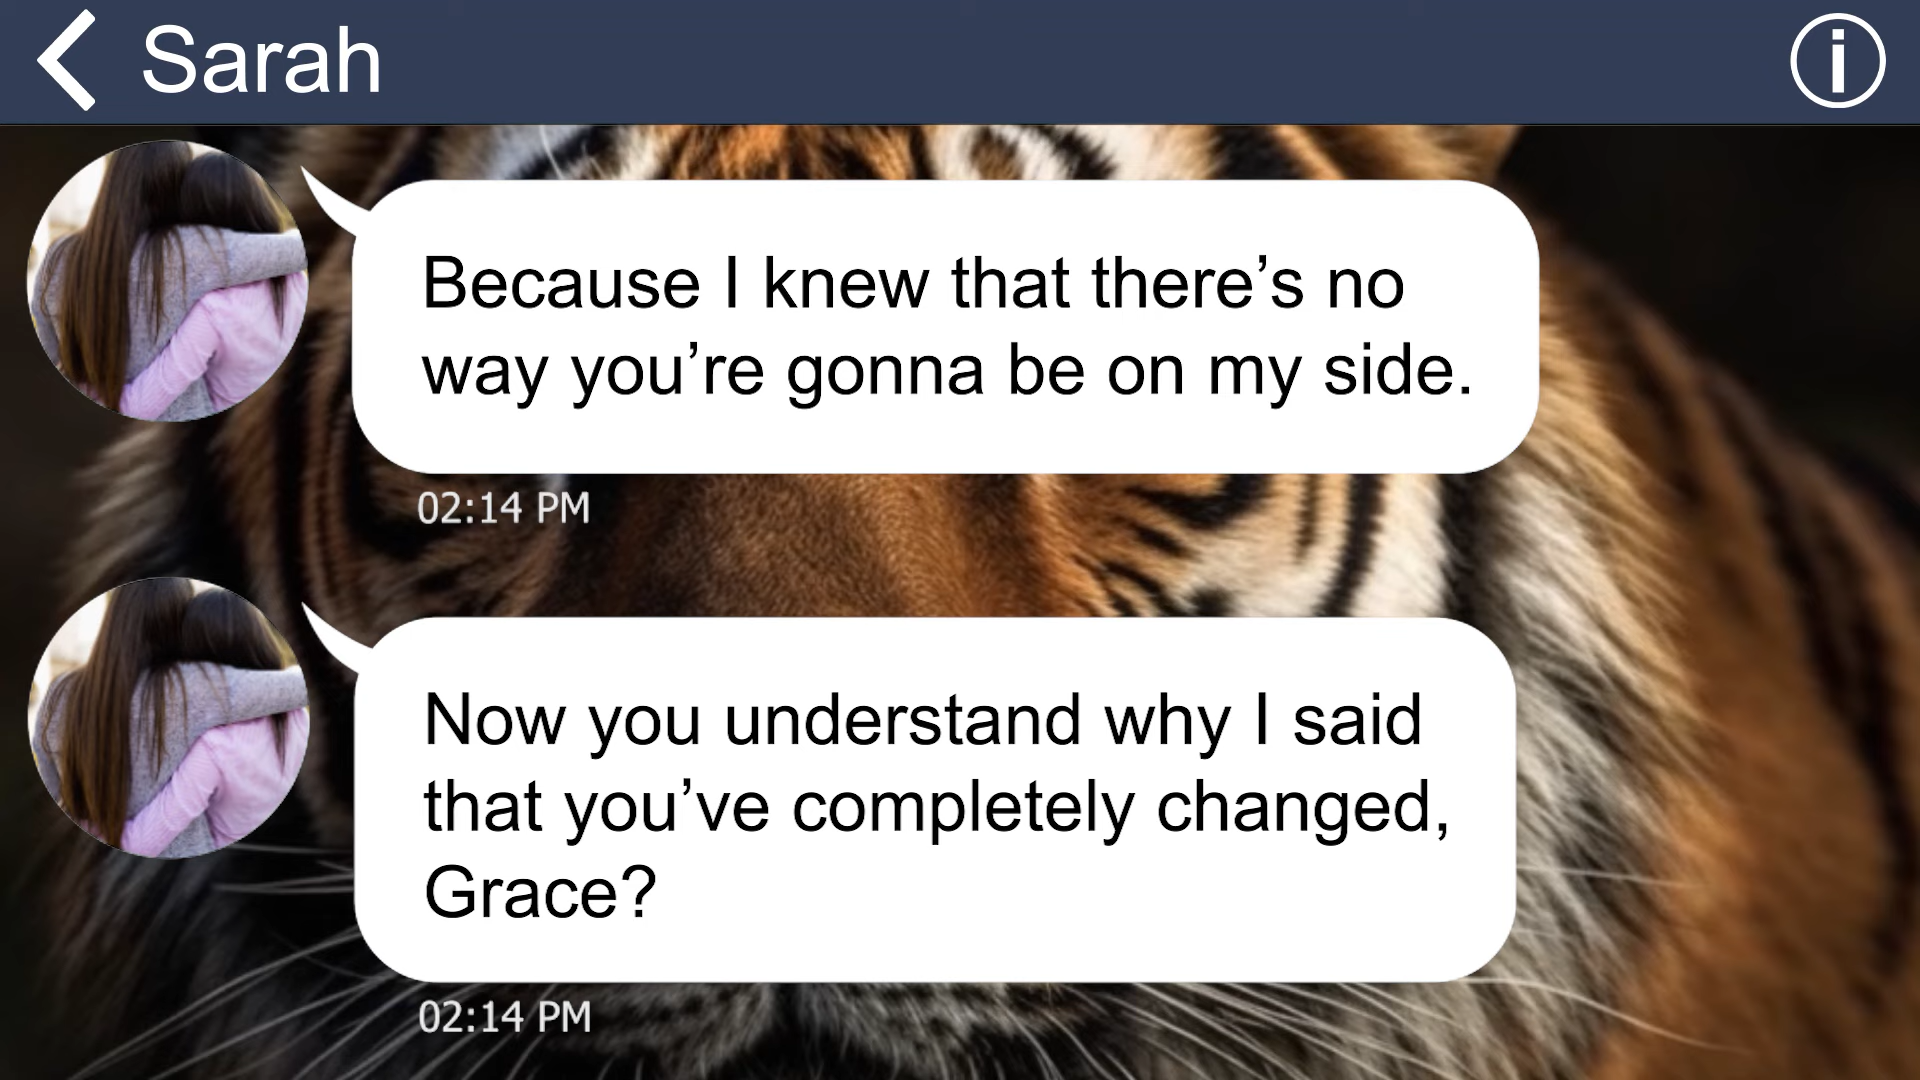 Sarah
Because I knew that there’s no
way you’re gonna be on my side.
02:14 PM
Now you understand why I said
that you’ve completely changed,
Grace?
02:14 PM